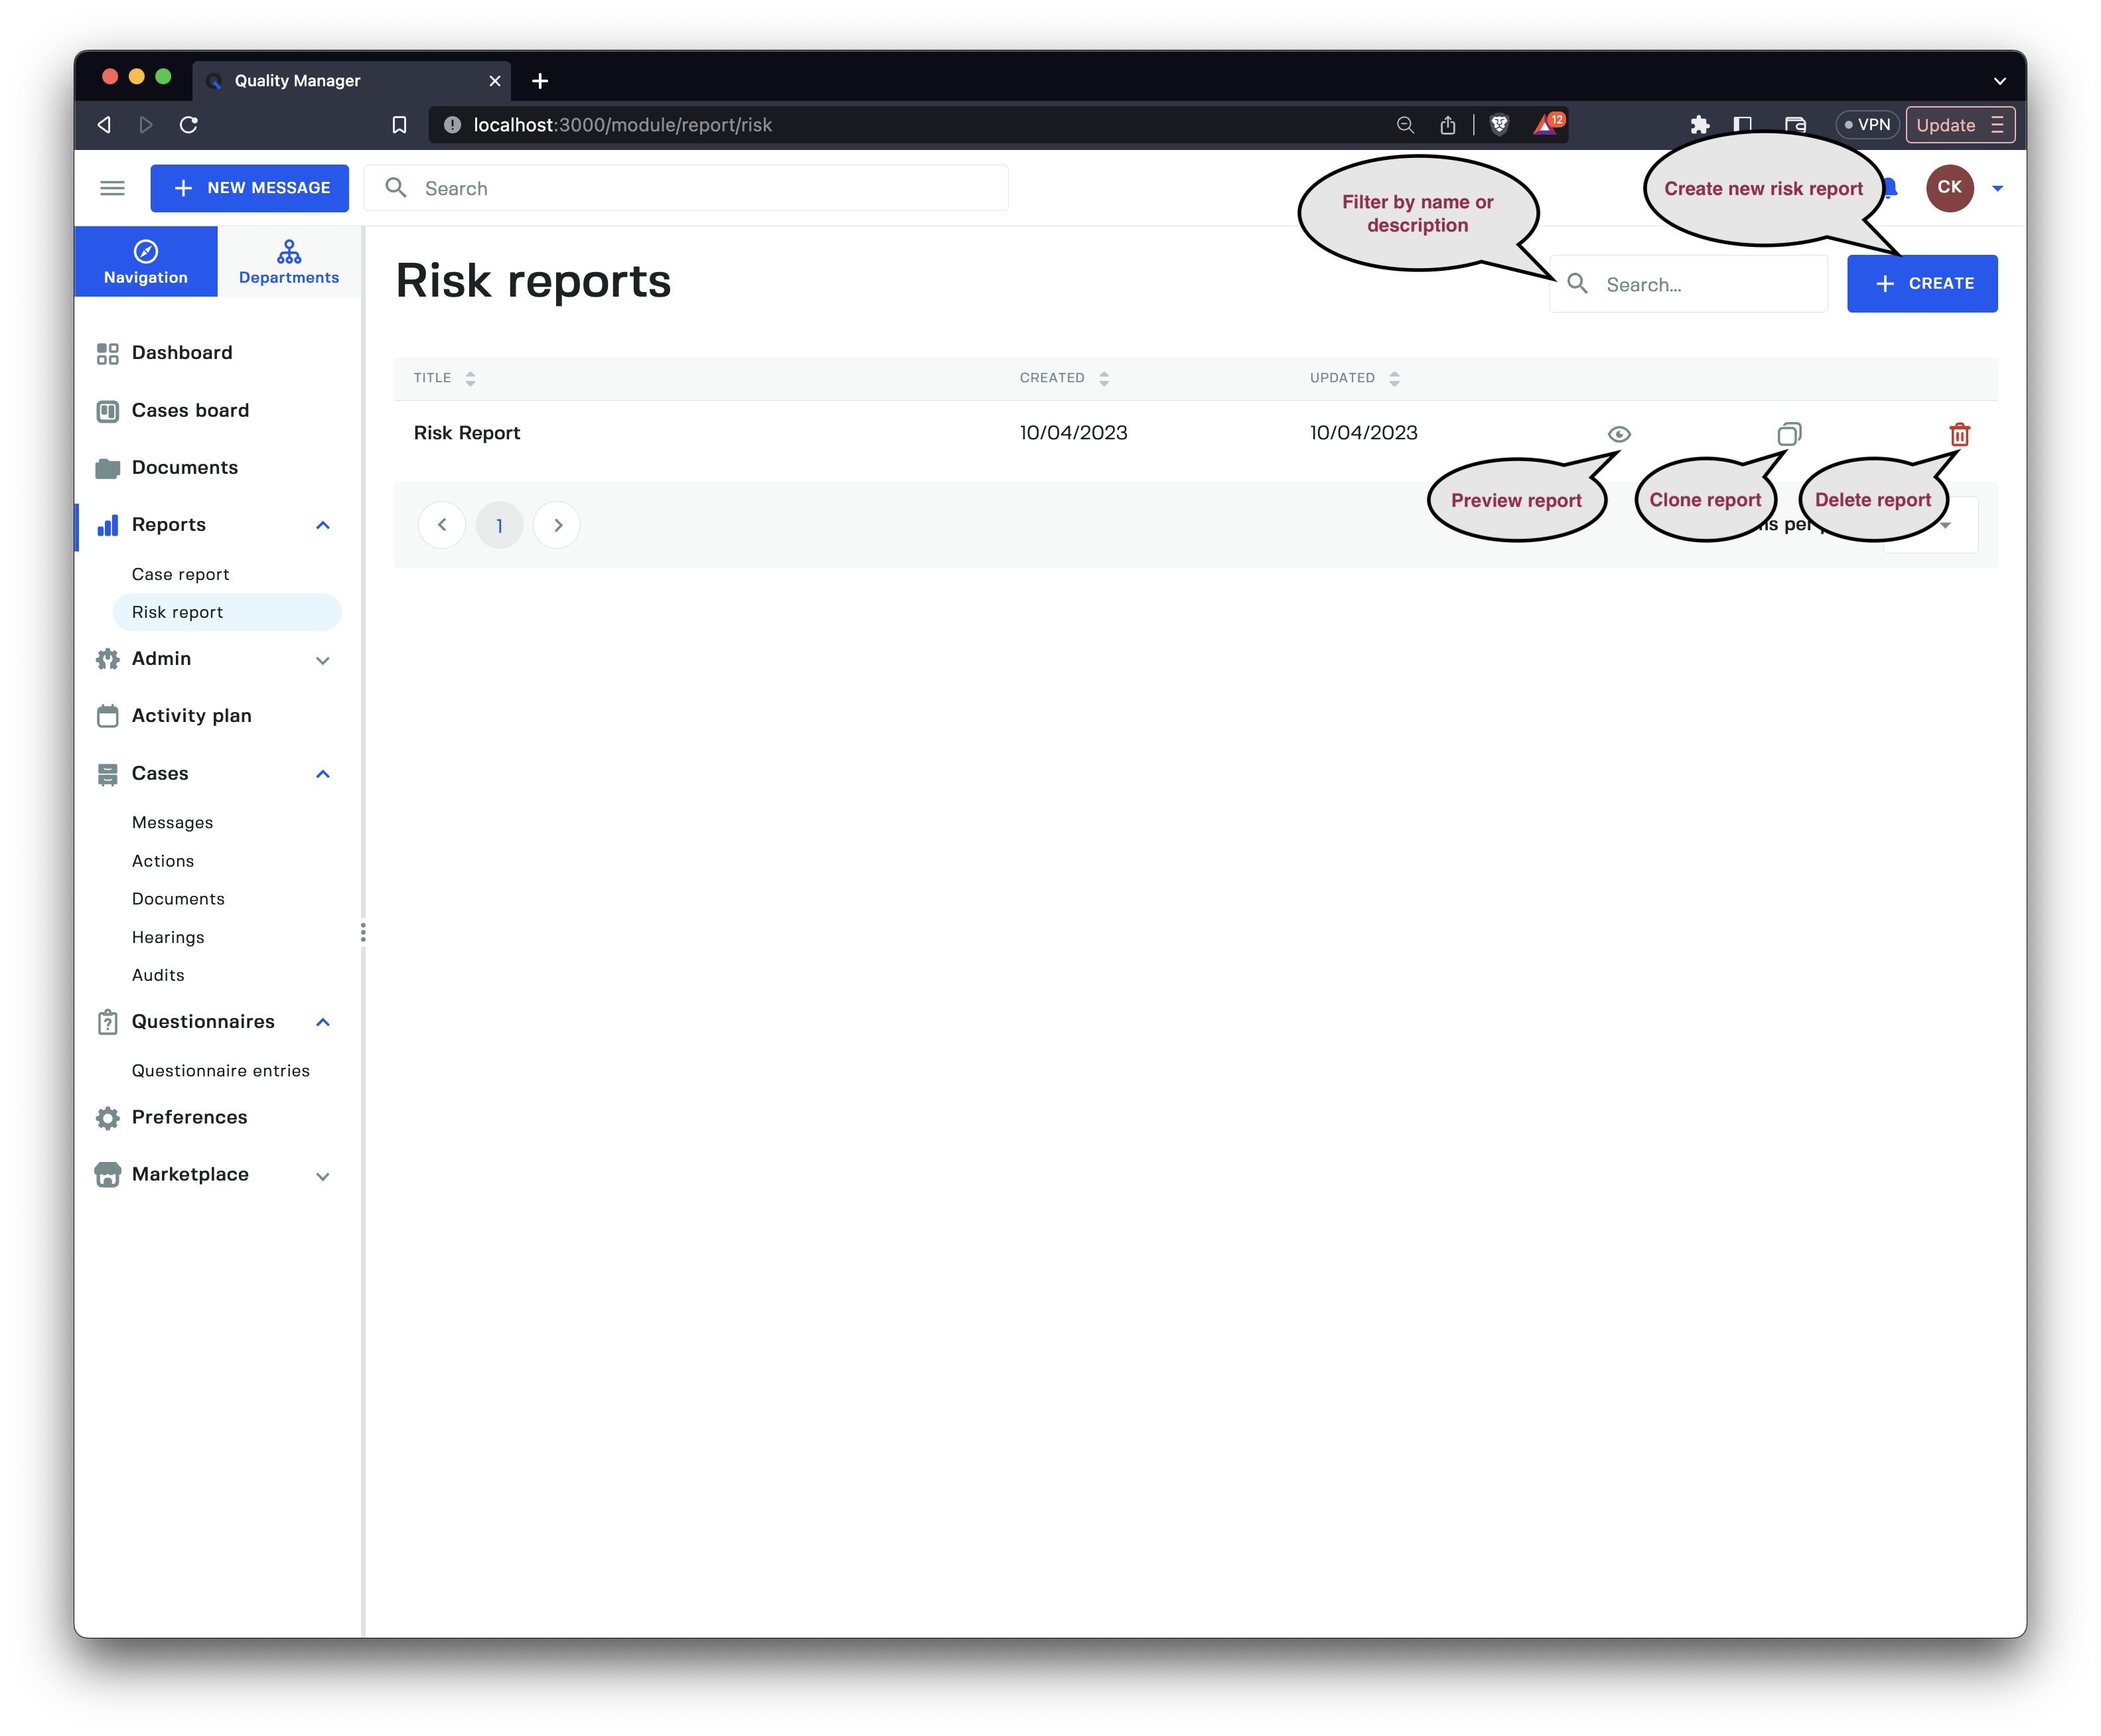 Quality Manager
localhost:3000/module/report/risk
12
VPN
Update
NEW MESSAGE
Search
Filter by name or
description
Create new risk report
CK
Navigation
Departments
Risk reports
Search...
CREATE
Dashboard
Cases board
Documents
Reports
Case report
Risk report
Admin
Activity plan
Cases
Messages
Actions
Documents
Hearings
Audits
Questionnaires
Questionnaire entries
Preferences
Marketplace
TITLE
CREATED
UPDATED
Risk Report
10/04/2023
10/04/2023
Preview report
Clone report
Delete report
1
per